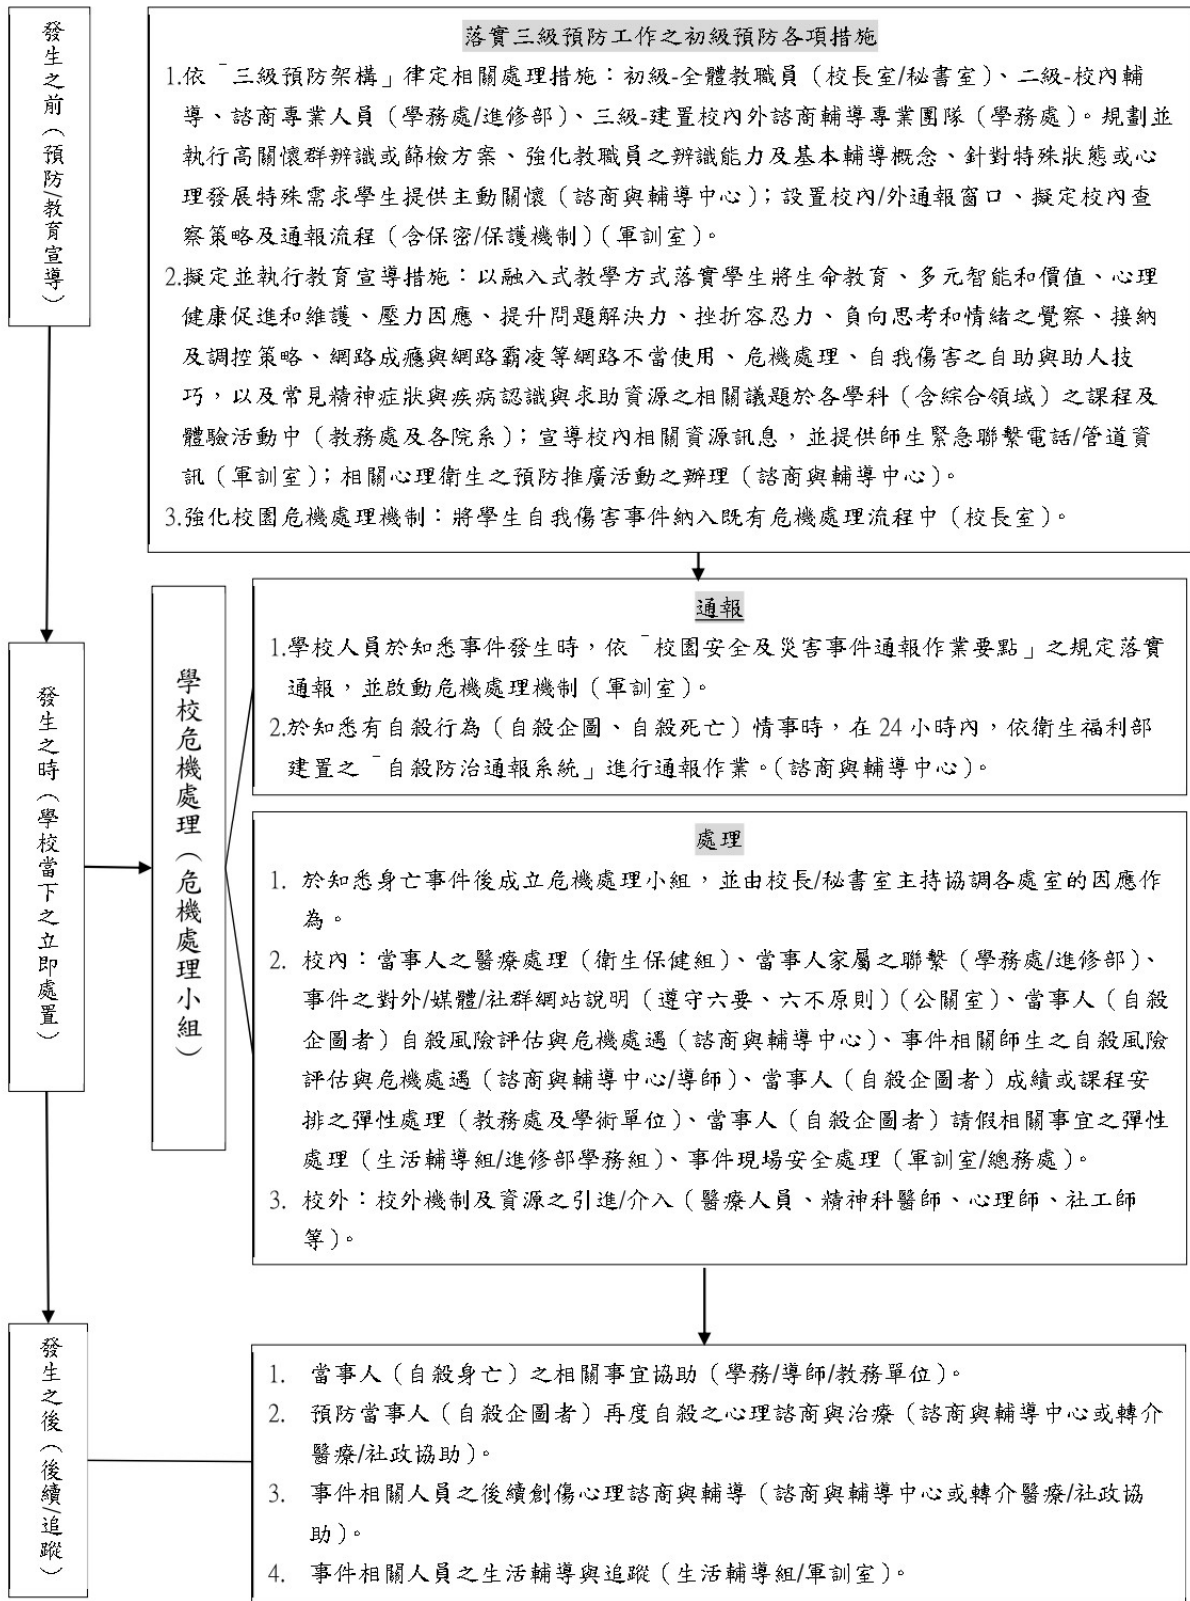 發生之前（預防/教育宣導）
落實三級預防工作之初級預防各項措施
1.依「三級預防架構」律定相關處理措施：初級-全體教職員（校長室/秘書室）、二級-校內輔
導、諮商專業人員（學務處/進修部）、三級-建置校內外諮商輔導專業團隊（學務處）。規劃並
執行高關懷群辨識或篩檢方案、強化教職員之辨識能力及基本輔導概念、針對特殊狀態或心
理發展特殊需求學生提供主動關懷（諮商與輔導中心）；設置校內/外通報窗口、擬定校內查
察策略及通報流程（含保密/保護機制）（軍訓室）。
2.擬定並執行教育宣導措施：以融入式教學方式落實學生將生命教育、多元智能和價值、心理
健康促進和維護、壓力因應、提升問題解決力、挫折容忍力、負向思考和情緒之覺察、接納
及調控策略、網路成癮與網路霸凌等網路不當使用、危機處理、自我傷害之自助與助人技
巧，以及常見精神症狀與疾病認識與求助資源之相關議題於各學科（含綜合領域）之課程及
體驗活動中（教務處及各院系）；宣導校內相關資源訊息，並提供師生緊急聯繫電話/管道資
訊（軍訓室）；相關心理衛生之預防推廣活動之辦理（諮商與輔導中心）。
3.強化校園危機處理機制：將學生自我傷害事件納入既有危機處理流程中（校長室）。
發生之時（學校當下之立即處置）
學校危機處理（危機處理小組）
通報
1.學校人員於知悉事件發生時，依「校園安全及災害事件通報作業要點」之規定落實
通報，並啟動危機處理機制（軍訓室）。
2.於知悉有自殺行為（自殺企圖、自殺死亡）情事時，在 24 小時內，依衛生福利部
建置之「自殺防治通報系統」進行通報作業。（諮商與輔導中心）。
處理
1. 於知悉身亡事件後成立危機處理小組，並由校長/秘書室主持協調各處室的因應作
為。
2. 校內：當事人之醫療處理（衛生保健組）、當事人家屬之聯繫（學務處/進修部）、
事件之對外/媒體/社群網站說明（遵守六要、六不原則）（公關室）、當事人（自殺
企圖者）自殺風險評估與危機處遇（諮商與輔導中心）、事件相關師生之自殺風險
評估與危機處遇（諮商與輔導中心/導師）、當事人（自殺企圖者）成績或課程安
排之彈性處理（教務處及學術單位）、當事人（自殺企圖者）請假相關事宜之彈性
處理（生活輔導組/進修部學務組）、事件現場安全處理（軍訓室/總務處）。
3. 校外：校外機制及資源之引進/介入（醫療人員、精神科醫師、心理師、社工師
等）。
發生之後（後續/追蹤）
1. 當事人（自殺身亡）之相關事宜協助（學務/導師/教務單位）。
2. 預防當事人（自殺企圖者）再度自殺之心理諮商與治療（諮商與輔導中心或轉介
醫療/社政協助）。
3. 事件相關人員之後續創傷心理諮商與輔導（諮商與輔導中心或轉介醫療/社政協
助）。
4. 事件相關人員之生活輔導與追蹤（生活輔導組/軍訓室）。